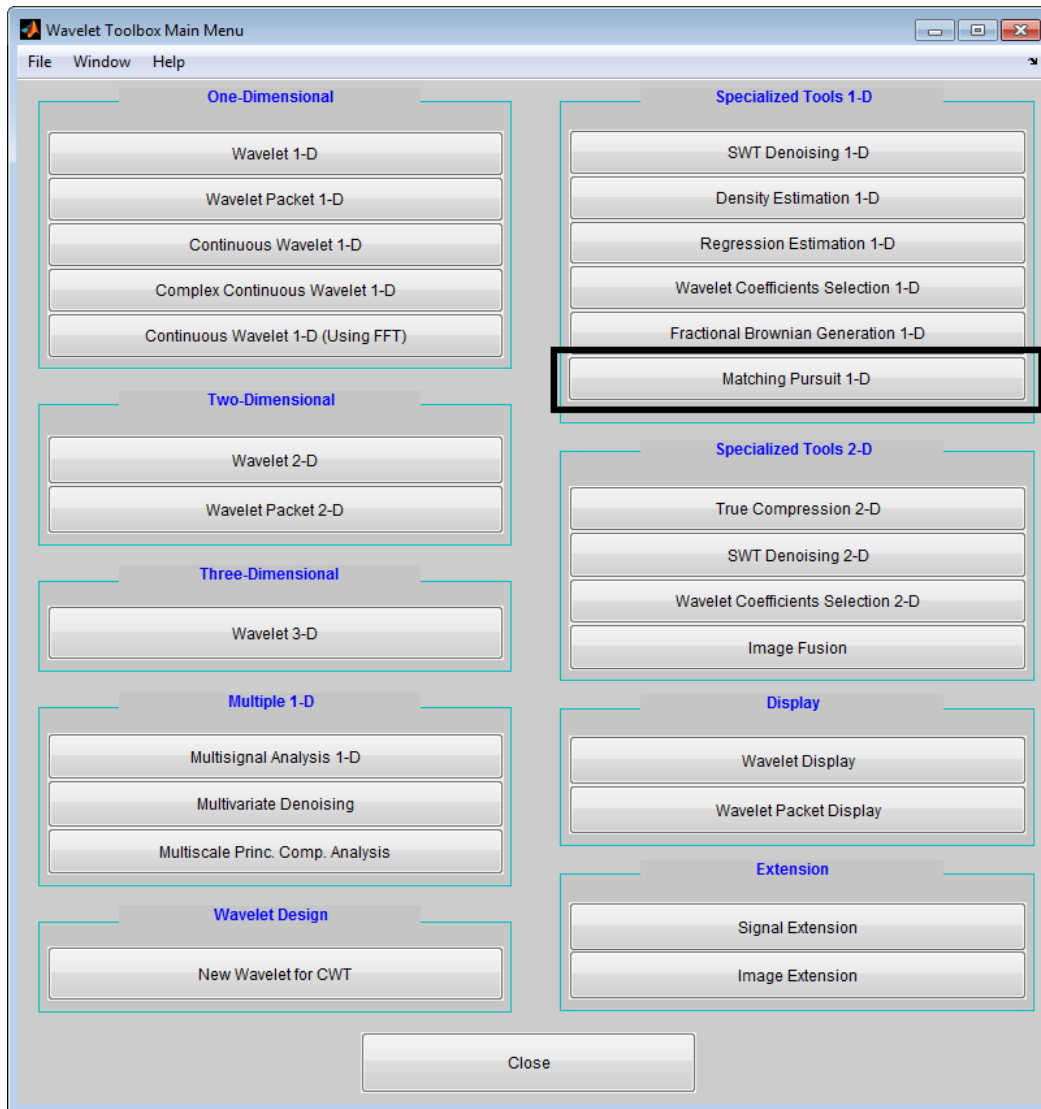 Wavelet Toolbox Main Menu
File Window Help
One-Dimensional
Wavelet 1-D
Wavelet Packet 1-D
Continuous Wavelet 1-D
Complex Continuous Wavelet 1-D
Continuous Wavelet 1-D (Using FFT)
Two-Dimensional
Wavelet 2-D
Wavelet Packet 2-D
Three-Dimensional
Wavelet 3-D
Multiple 1-D
Multisignal Analysis 1-D
Multivariate Denoising
Multiscale Princ. Comp. Analysis
Wavelet Design
New Wavelet for CWT
Specialized Tools 1-D
SWT Denoising 1-D
Density Estimation 1-D
Regression Estimation 1-D
Wavelet Coefficients Selection 1-D
Fractional Brownian Generation 1-D
Matching Pursuit 1-D
Specialized Tools 2-D
True Compression 2-D
SWT Denoising 2-D
Wavelet Coefficients Selection 2-D
Image Fusion
Display
Wavelet Display
Wavelet Packet Display
Extension
Signal Extension
Image Extension
Close